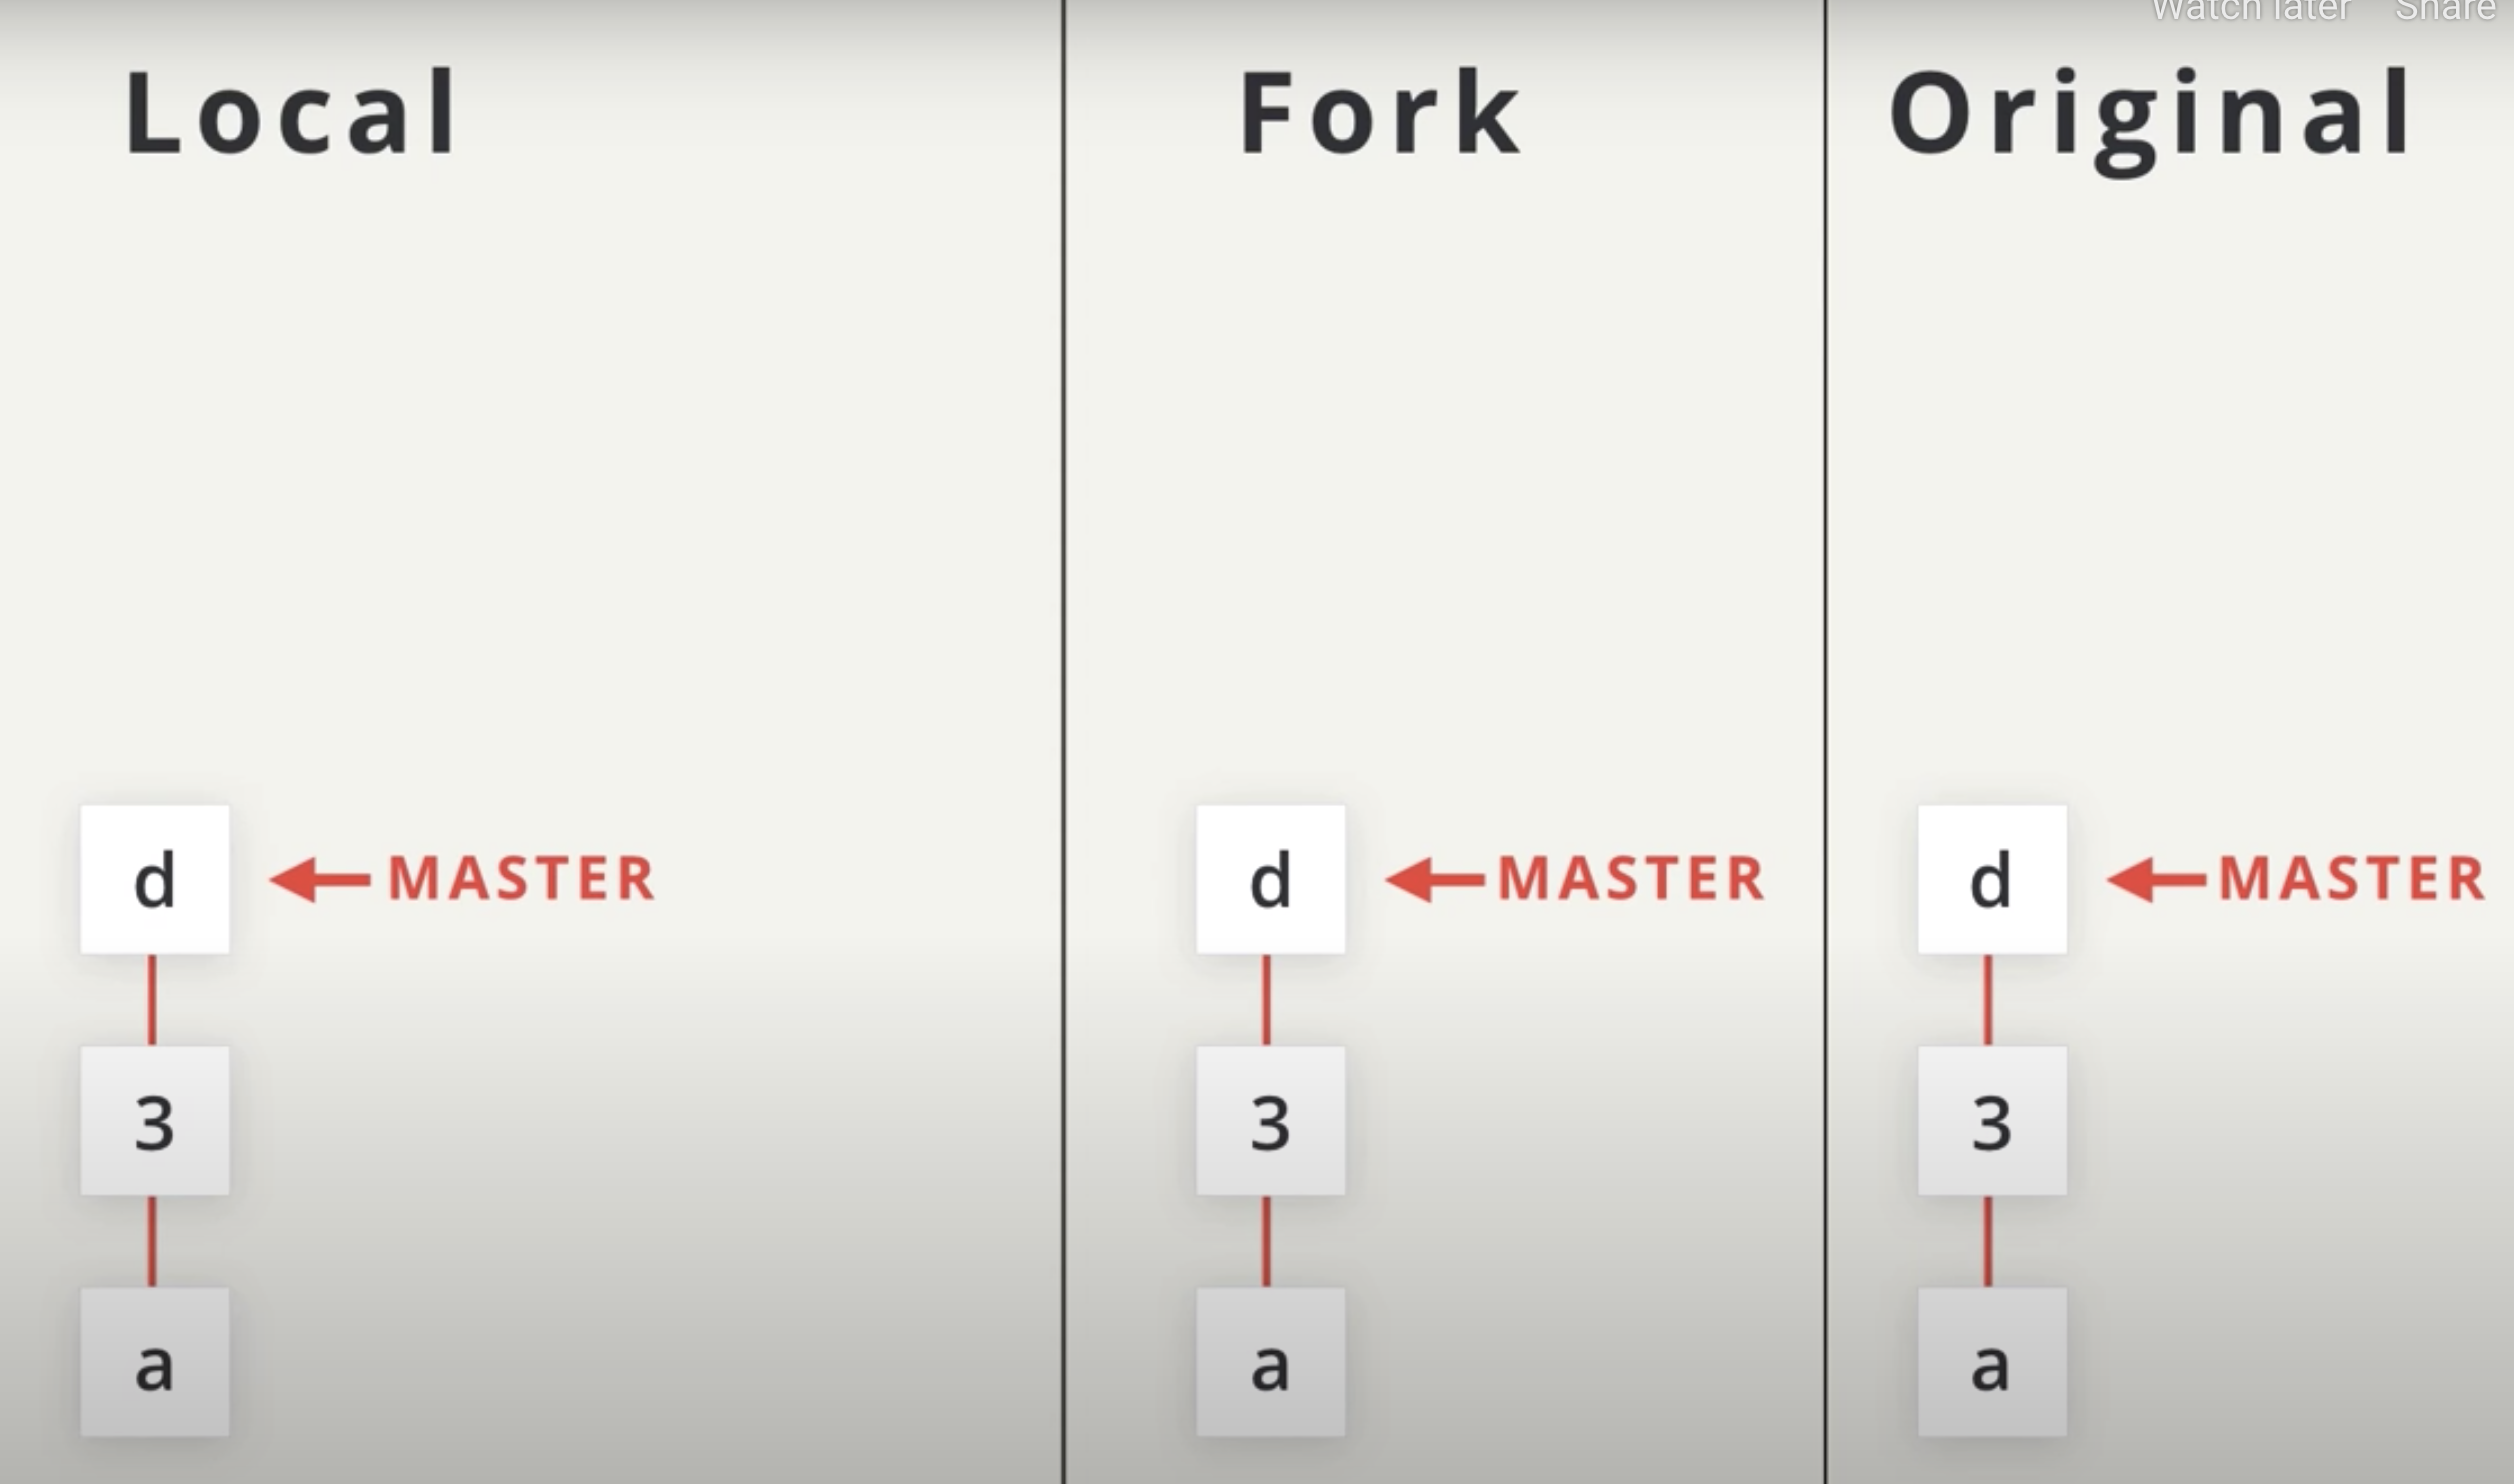 Watch later Share
Local Fork Original
d MASTER d MASTER d MASTER
3 3 3
a a a